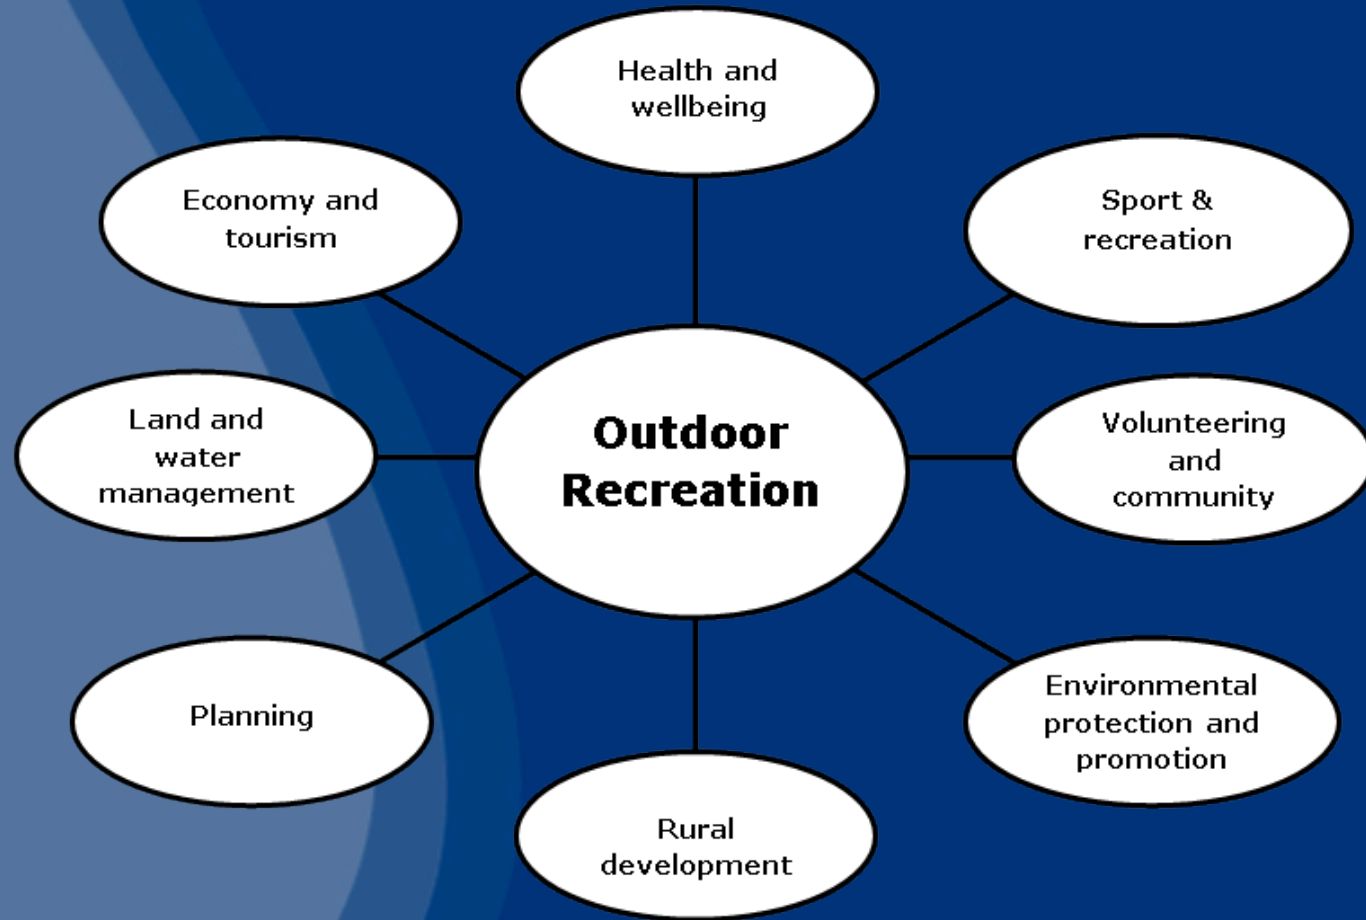 Health and
wellbeing
Economy and
tourism
Sport &
recreation
Land and
water
management
Outdoor
Recreation
Volunteering
and
community
Planning
Environmental
protection and
promotion
Rural
development